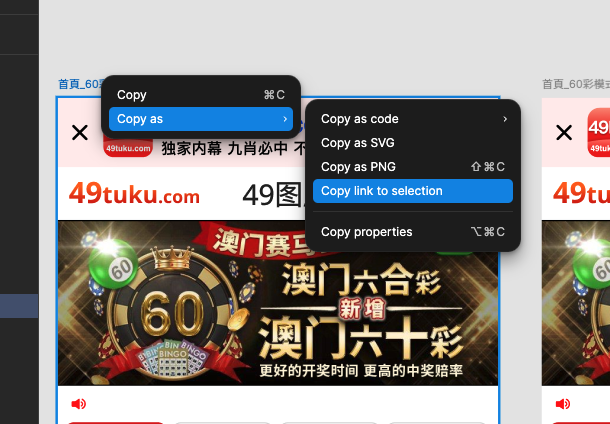 首頁_60彩
首頁_60彩模式
Copy ⌘C
Copy as ›
Copy as code ›
Copy as SVG
Copy as PNG ⇧⌘C
Copy link to selection
Copy properties ⌥⌘C
49tuku.com
独家内幕 九肖必中 不
49
49tuku.com
49tuku.com
49图
49tu
澳门赛马
60
60
澳门六合彩
新增
澳门六十彩
BINGO
更好的开奖时间 更高的中奖赔率